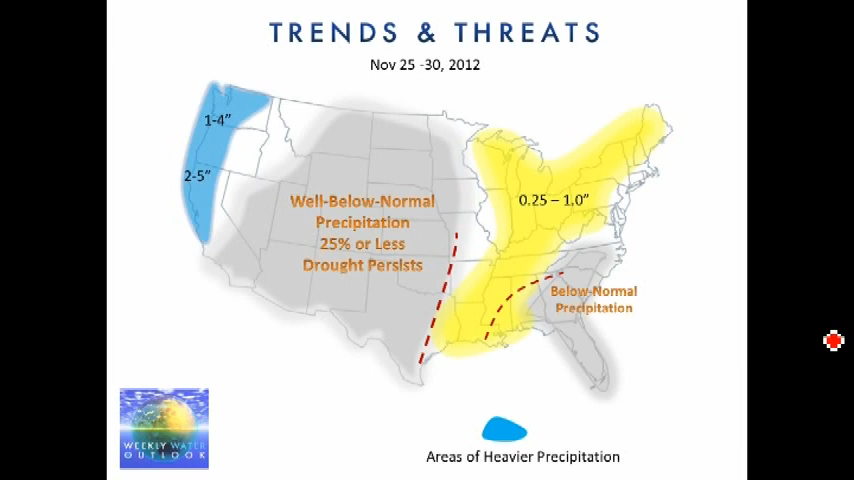 TRENDS & THREATS
Nov 25 -30, 2012
1-4”
2-5”
Well-Below-Normal
Precipitation
25% or Less
Drought Persists
0.25 – 1.0”
Below-Normal
Precipitation
WEEKLY WATER
OUTLOOK
Areas of Heavier Precipitation